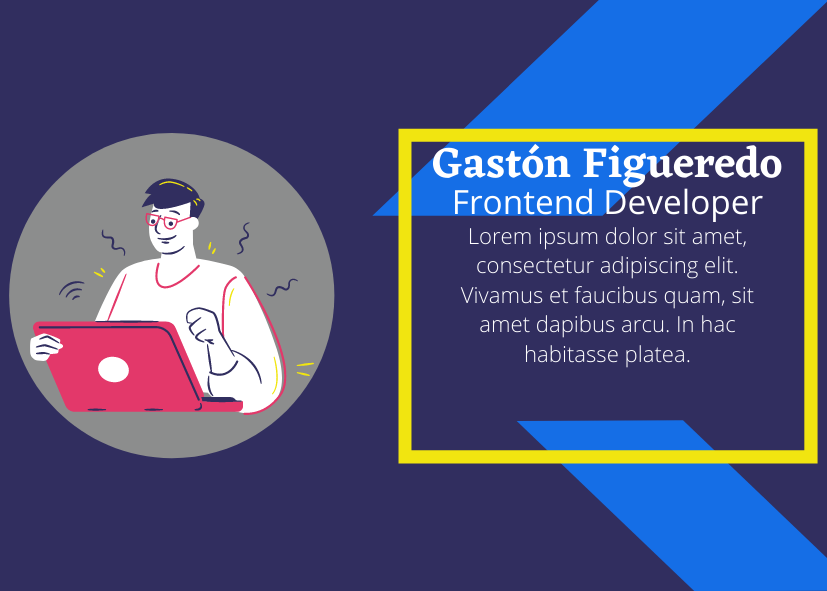 Gastón Figueredo
Frontend Developer
Lorem ipsum dolor sit amet,
consectetur adipiscing elit.
Vivamus et faucibus quam, sit
amet dapibus arcu. In hac
habitasse platea.